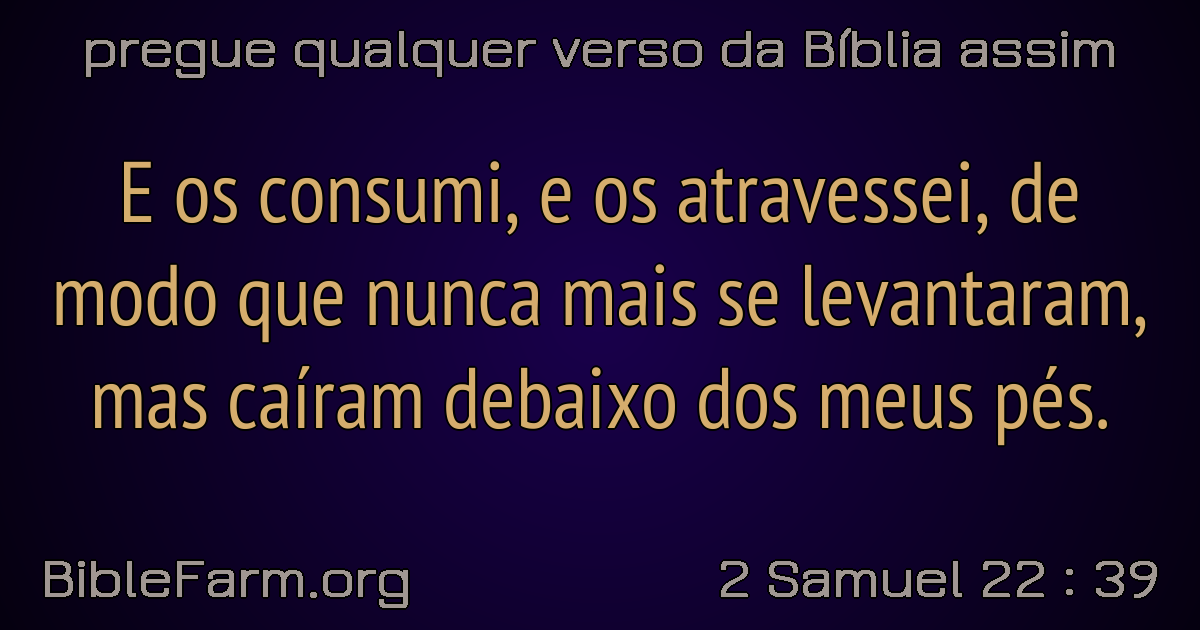 pregue qualquer verso da Bíblia assim
E os consumi, e os atravessei, de
modo que nunca mais se levantaram,
mas caíram debaixo dos meus pés.
BibleFarm.org
2 Samuel 22 : 39